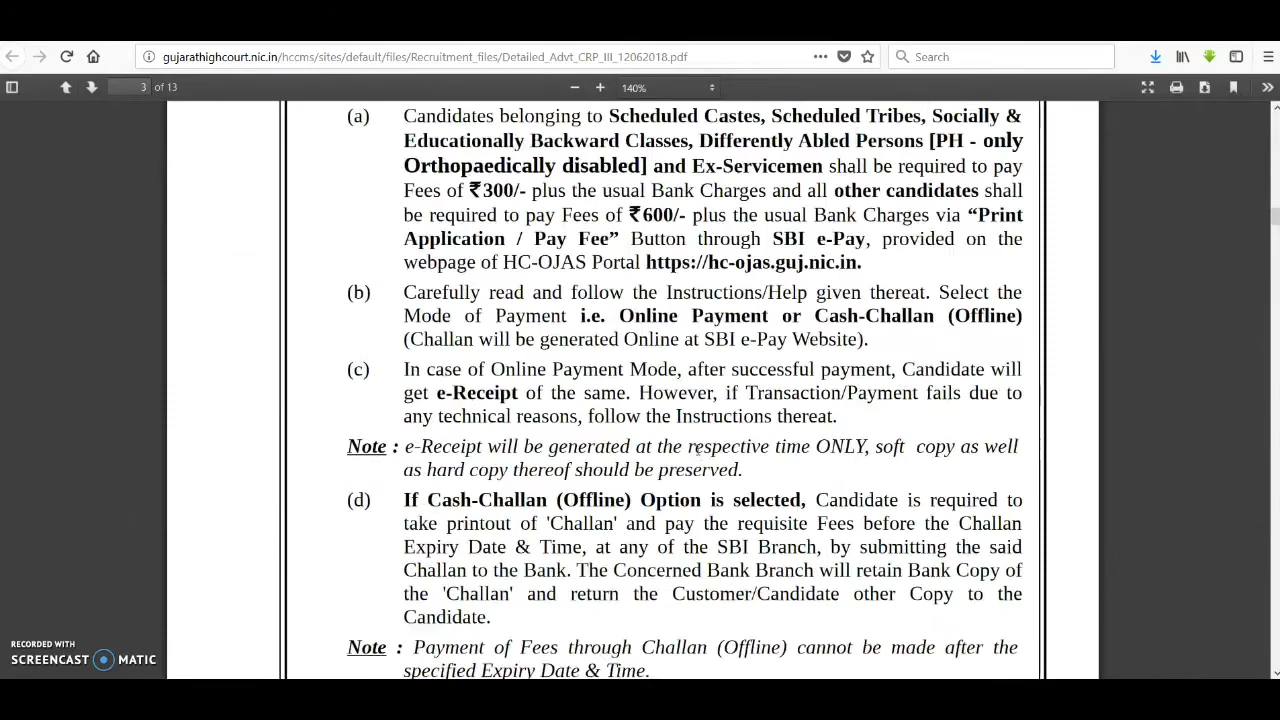 gujarathighcourt.nic.in/hccms/sites/default/files/Recruitment_files/Detailed_Advt_CRP_III_12062018.pdf
Search
3 of 13
140%
(a) Candidates belonging to Scheduled Castes, Scheduled Tribes, Socially &
Educationally Backward Classes, Differently Abled Persons [PH - only
Orthopaedically disabled] and Ex-Servicemen shall be required to pay
Fees of ₹300/- plus the usual Bank Charges and all other candidates shall
be required to pay Fees of ₹600/- plus the usual Bank Charges via “Print
Application / Pay Fee” Button through SBI e-Pay, provided on the
webpage of HC-OJAS Portal https://hc-ojas.guj.nic.in.
(b) Carefully read and follow the Instructions/Help given thereat. Select the
Mode of Payment i.e. Online Payment or Cash-Challan (Offline)
(Challan will be generated Online at SBI e-Pay Website).
(c) In case of Online Payment Mode, after successful payment, Candidate will
get e-Receipt of the same. However, if Transaction/Payment fails due to
any technical reasons, follow the Instructions thereat.
Note : e-Receipt will be generated at the respective time ONLY, soft copy as well
as hard copy thereof should be preserved.
(d) If Cash-Challan (Offline) Option is selected, Candidate is required to
take printout of 'Challan' and pay the requisite Fees before the Challan
Expiry Date & Time, at any of the SBI Branch, by submitting the said
Challan to the Bank. The Concerned Bank Branch will retain Bank Copy of
the 'Challan' and return the Customer/Candidate other Copy to the
Candidate.
Note : Payment of Fees through Challan (Offline) cannot be made after the
specified Expiry Date & Time.
RECORDED WITH
SCREENCAST MATIC